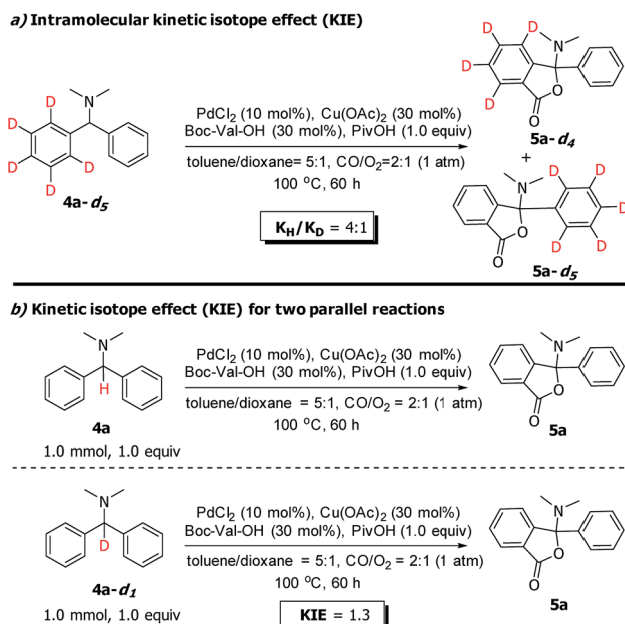 a) Intramolecular kinetic isotope effect (KIE)
D D D D D
N
4a-d5
PdCl2 (10 mol%), Cu(OAc)2 (30 mol%)
Boc-Val-OH (30 mol%), PivOH (1.0 equiv)
toluene/dioxane= 5:1, CO/O2=2:1 (1 atm)
100 °C, 60 h
KH/KD = 4:1
D D D D
N
O
O
5a-d4
+
N
D D D D D
O
O
5a-d5
b) Kinetic isotope effect (KIE) for two parallel reactions
N
H
4a
1.0 mmol, 1.0 equiv
PdCl2 (10 mol%), Cu(OAc)2 (30 mol%)
Boc-Val-OH (30 mol%), PivOH (1.0 equiv)
toluene/dioxane = 5:1, CO/O2 = 2:1 (1 atm)
100 °C, 60 h
N
O
O
5a
N
D
4a-d1
1.0 mmol, 1.0 equiv
PdCl2 (10 mol%), Cu(OAc)2 (30 mol%)
Boc-Val-OH (30 mol%), PivOH (1.0 equiv)
toluene/dioxane = 5:1, CO/O2 = 2:1 (1 atm)
100 °C, 60 h
KIE = 1.3
N
O
O
5a